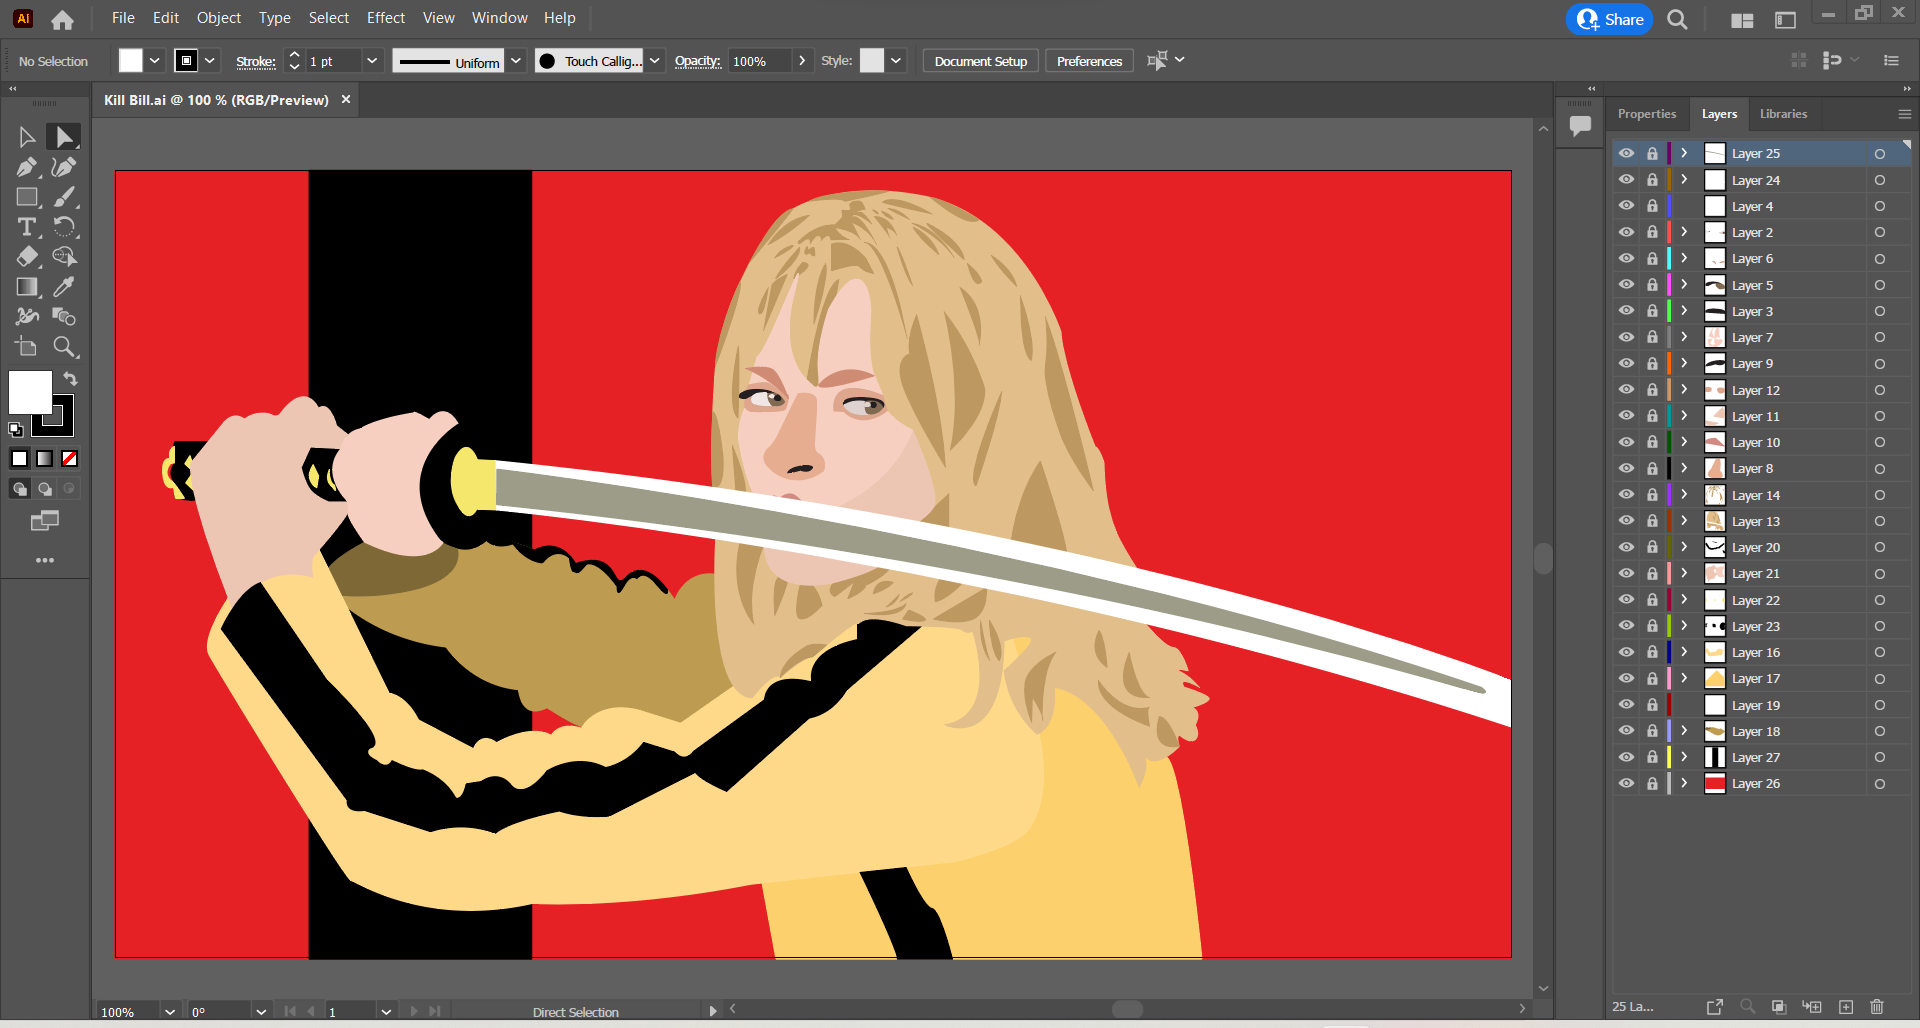 Ai File Edit Object Type Select Effect View Window Help Share
No Selection Stroke: 1 pt Uniform Touch Callig... Opacity: 100% Style: Document Setup Preferences
Kill Bill.ai @ 100 % (RGB/Preview)
Properties Layers Libraries
Layer 25
Layer 24
Layer 4
Layer 2
Layer 6
Layer 5
Layer 3
Layer 7
Layer 9
Layer 12
Layer 11
Layer 10
Layer 8
Layer 14
Layer 13
Layer 20
Layer 21
Layer 22
Layer 23
Layer 16
Layer 17
Layer 19
Layer 18
Layer 27
Layer 26
25 La...
100% 0° 1 Direct Selection